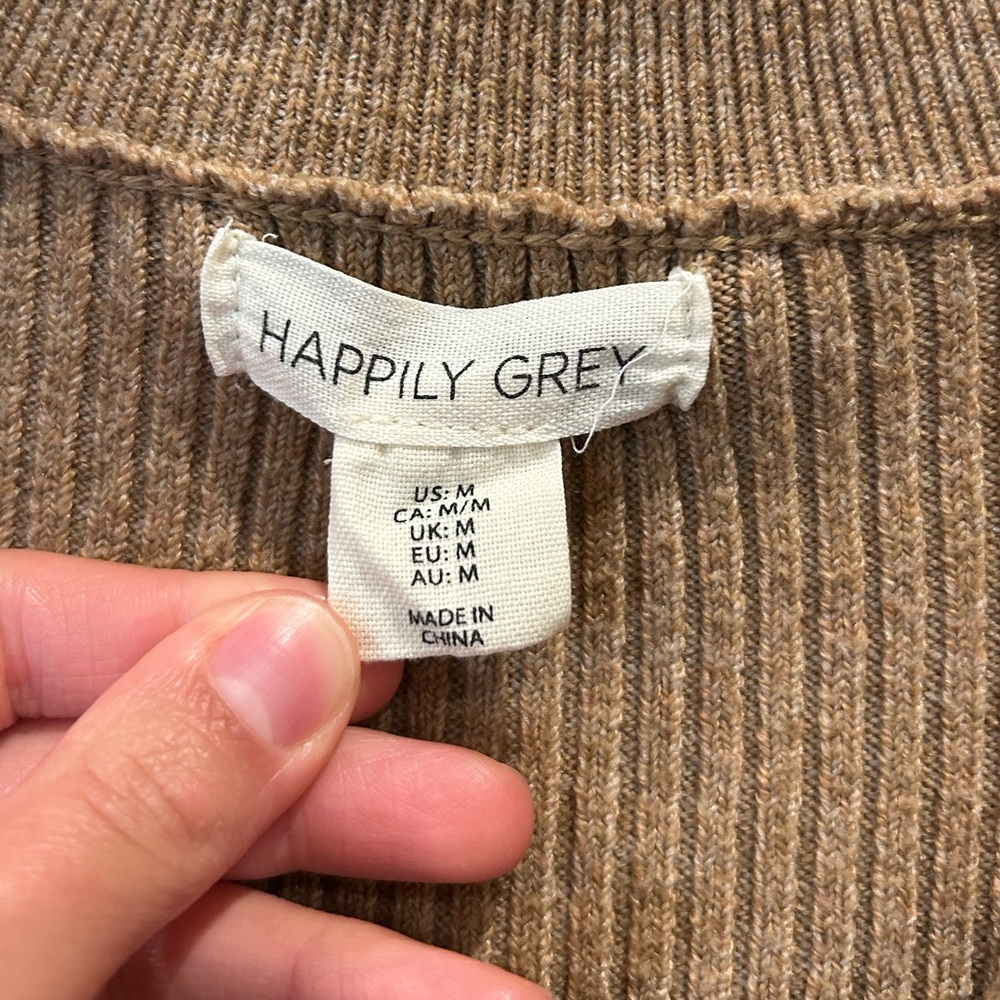 HAPPILY GREY
US: M
CA: M/M
UK: M
EU: M
AU: M
MADE IN
CHINA